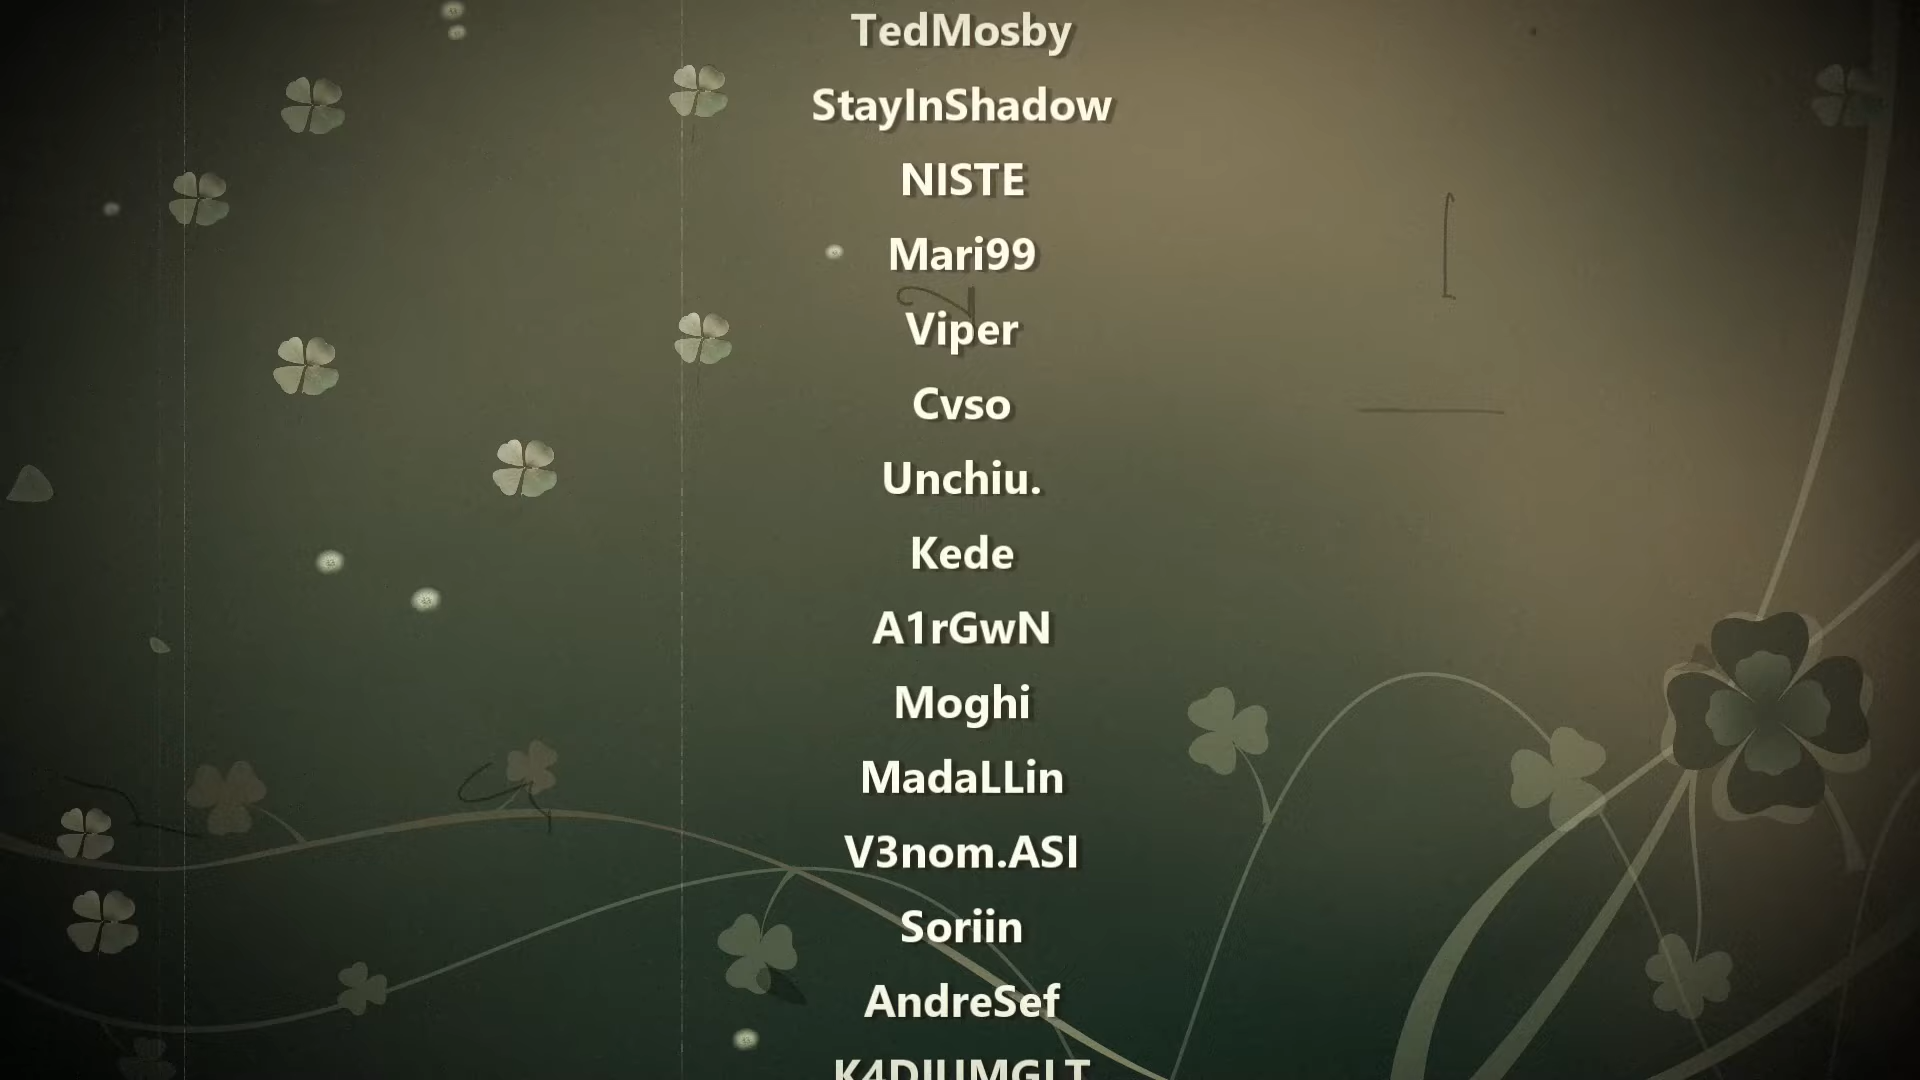 TedMosby
StayInShadow
NISTE
Mari99
Viper
Cvso
Unchiu.
Kede
A1rGwN
Moghi
MadaLLin
V3nom.ASI
Soriin
AndreSef